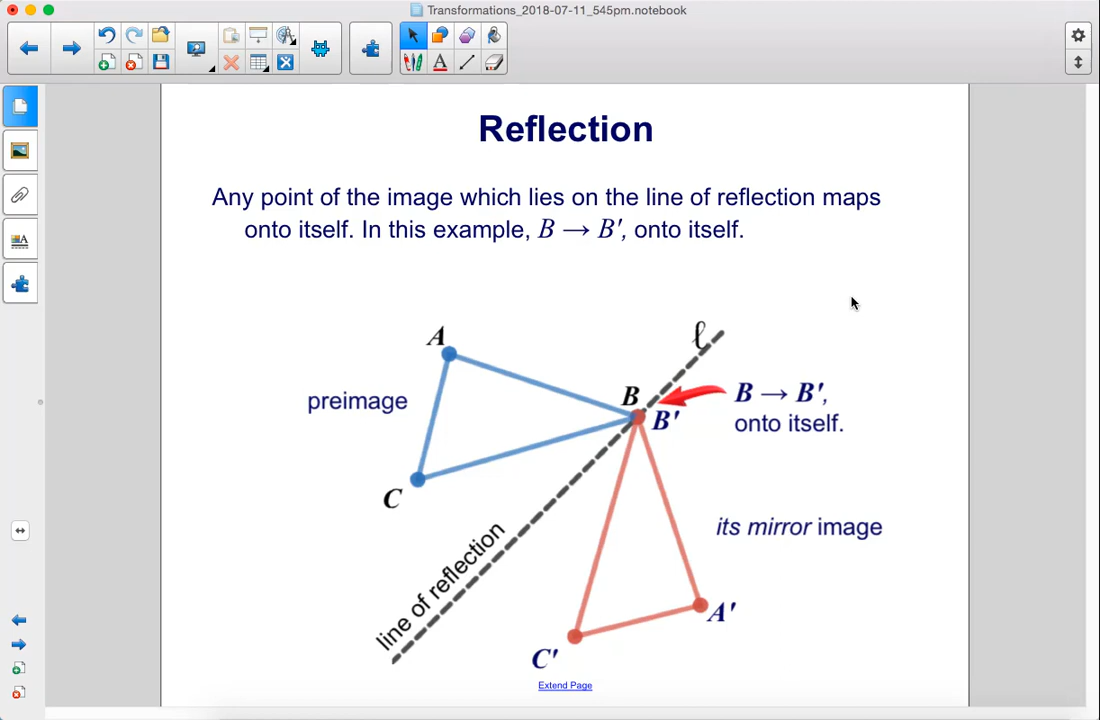 Transformations_2018-07-11_545pm.notebook
Reflection
Any point of the image which lies on the line of reflection maps
onto itself. In this example, B → B′, onto itself.
A
ℓ
preimage
B
B → B′,
B′
onto itself.
C
its mirror image
line of reflection
A′
C′
Extend Page